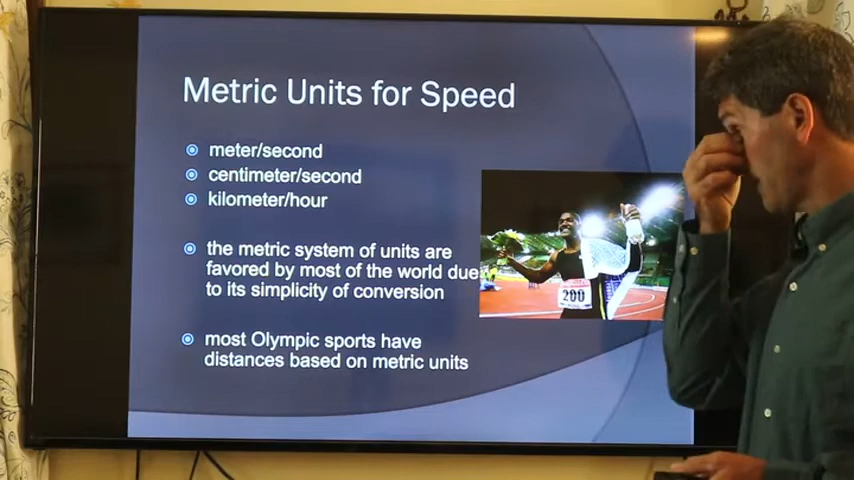 Metric Units for Speed
meter/second
centimeter/second
kilometer/hour
the metric system of units are
favored by most of the world due
to its simplicity of conversion
200
most Olympic sports have
distances based on metric units